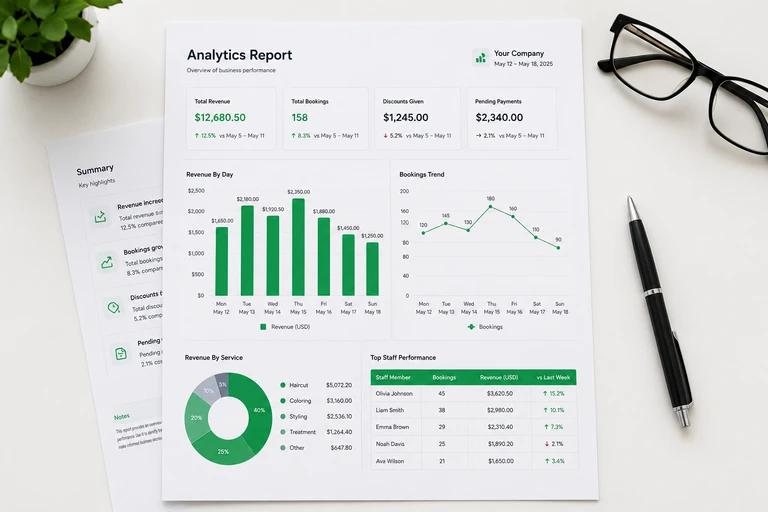 Analytics Report
Overview of business performance
Your Company
May 12 – May 18, 2025
Total Revenue
$12,680.50
↑ 12.5% vs May 5 – May 11
Total Bookings
158
↑ 8.3% vs May 5 – May 11
Discounts Given
$1,245.00
↓ 5.2% vs May 5 – May 11
Pending Payments
$2,340.00
→ 2.1% vs May 5 – May 11
Revenue By Day
$2,500
$2,000
$1,500
$1,000
$500
$0
$1,650.00
$2,180.00
$1,920.50
$2,350.00
$1,880.00
$1,450.00
$1,250.00
Mon Tue Wed Thu Fri Sat Sun
May 12 May 13 May 14 May 15 May 16 May 17 May 18
Revenue (USD)
Bookings Trend
200
160
120
80
80
40
0
120
145
130
180
160
110
90
Mon Tue Wed Thu Fri Sat Sun
May 12 May 13 May 14 May 15 May 16 May 17 May 18
Bookings
Revenue By Service
40%
25%
20%
10%
5%
Haircut $5,072.20
Coloring $3,160.00
Styling $2,536.10
Treatment $1,264.40
Other $647.80
Top Staff Performance
Staff Member Bookings Revenue (USD) vs Last Week
Olivia Johnson 45 $3,620.50 ↑ 15.2%
Liam Smith 38 $2,980.00 ↑ 10.1%
Emma Brown 29 $2,310.40 ↑ 7.3%
Noah Davis 25 $1,890.20 ↓ 2.1%
Ava Wilson 21 $1,650.00 ↑ 3.4%
Summary
Key highlights
Revenue increa
Total revenue
12.5% compare
Bookings grow
Total bookings
8.3% compar
Discounts
Total discou
5.2% comp
Pending
Pending
2.1% co
Notes
This report provides an